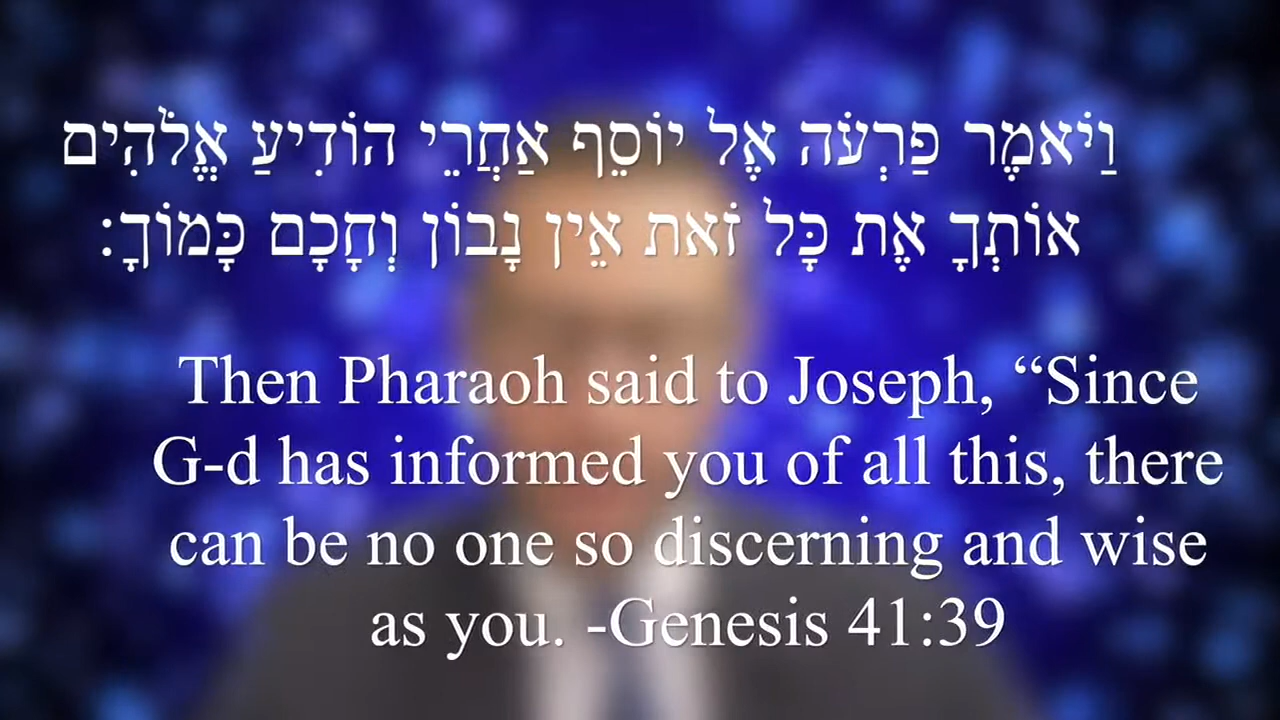 וַיֹּאמֶר פַּרְעֹה אֶל יוֹסֵף אַחֲרֵי הוֹדִיעַ אֱלֹהִים
אוֹתְךָ אֶת כָּל זֹאת אֵין נָבוֹן וְחָכָם כָּמוֹךָ:
Then Pharaoh said to Joseph, “Since
G-d has informed you of all this, there
can be no one so discerning and wise
as you. -Genesis 41:39